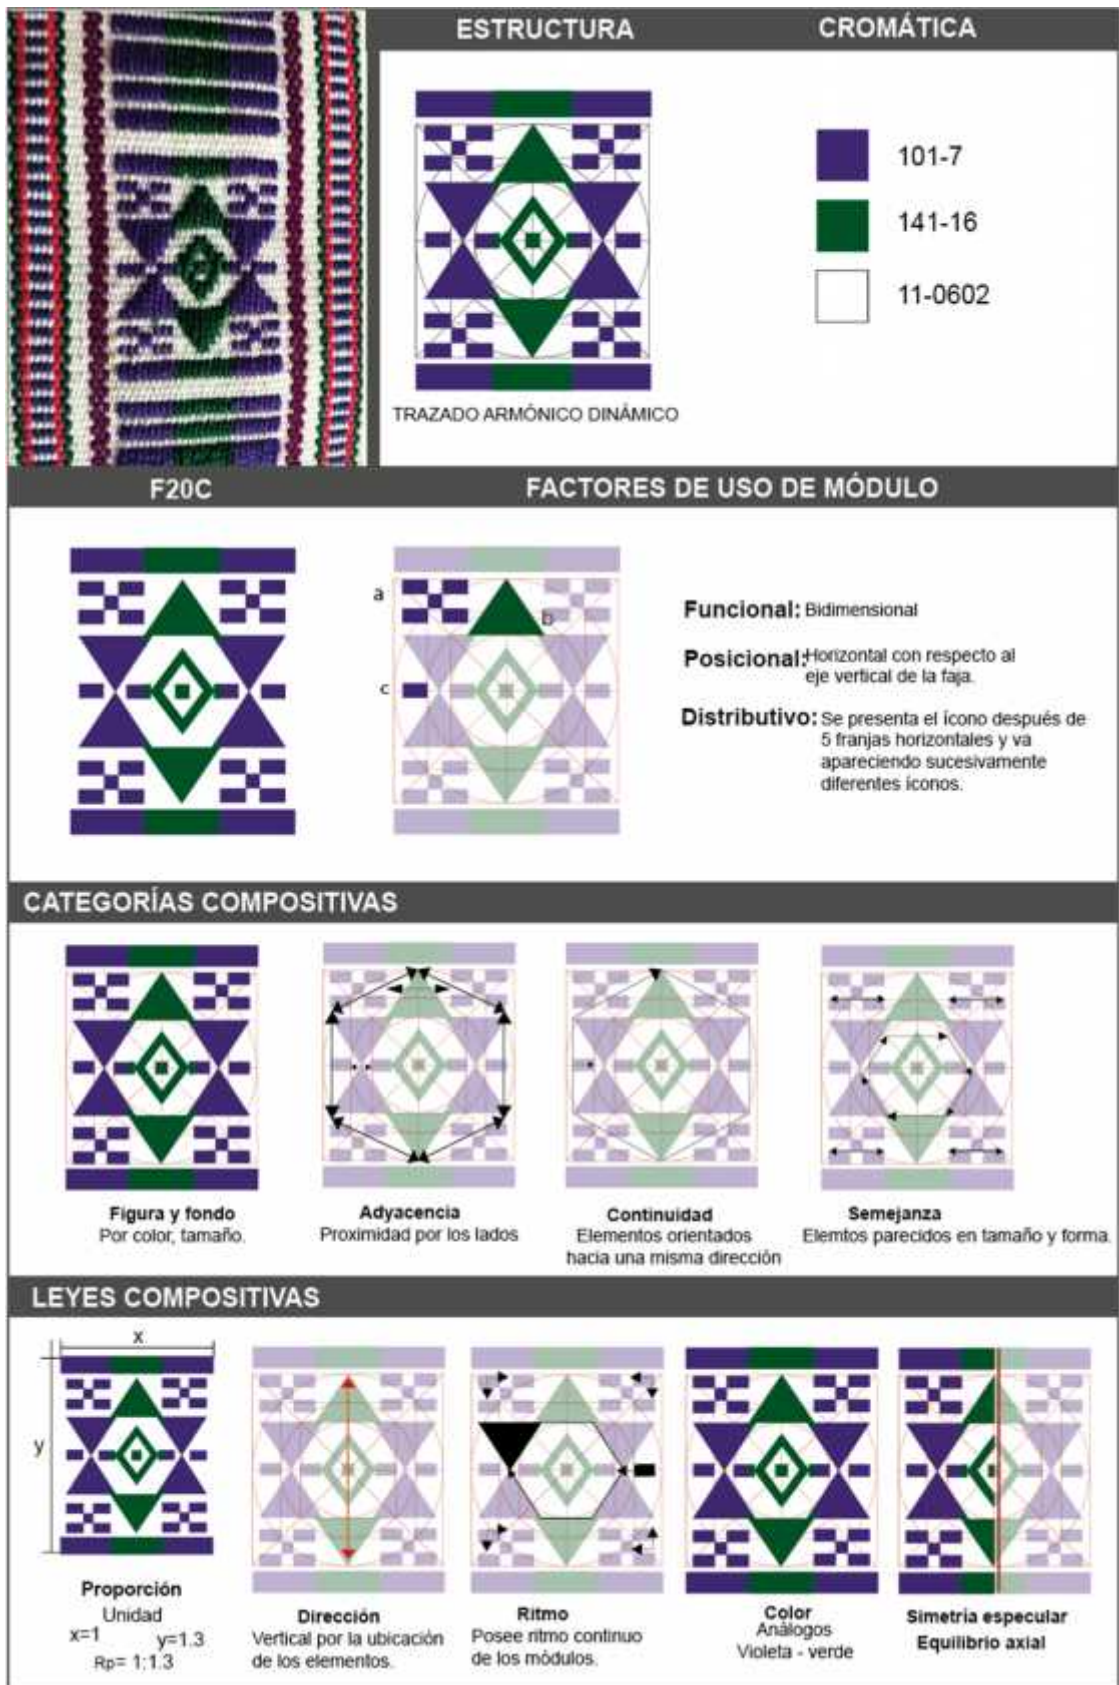 ESTRUCTURA
CROMÁTICA
101-7
141-16
11-0602
TRAZADO ARMÓNICO DINÁMICO
F20C
FACTORES DE USO DE MÓDULO
a
b
c
Funcional: Bidimensional
Posicional: Horizontal con respecto al
eje vertical de la faja.
Distributivo: Se presenta el ícono después de
5 franjas horizontales y va
apareciendo sucesivamente
diferentes íconos.
CATEGORÍAS COMPOSITIVAS
Figura y fondo
Por color, tamaño.
Adyacencia
Proximidad por los lados
Continuidad
Elementos orientados
hacia una misma dirección
Semejanza
Elemtos parecidos en tamaño y forma.
LEYES COMPOSITIVAS
x
y
Proporción
Unidad
x=1 y=1.3
Rp= 1;1.3
Dirección
Vertical por la ubicación
de los elementos.
Ritmo
Posee ritmo continuo
de los módulos.
Color
Análogos
Violeta - verde
Simetría especular
Equilibrio axial